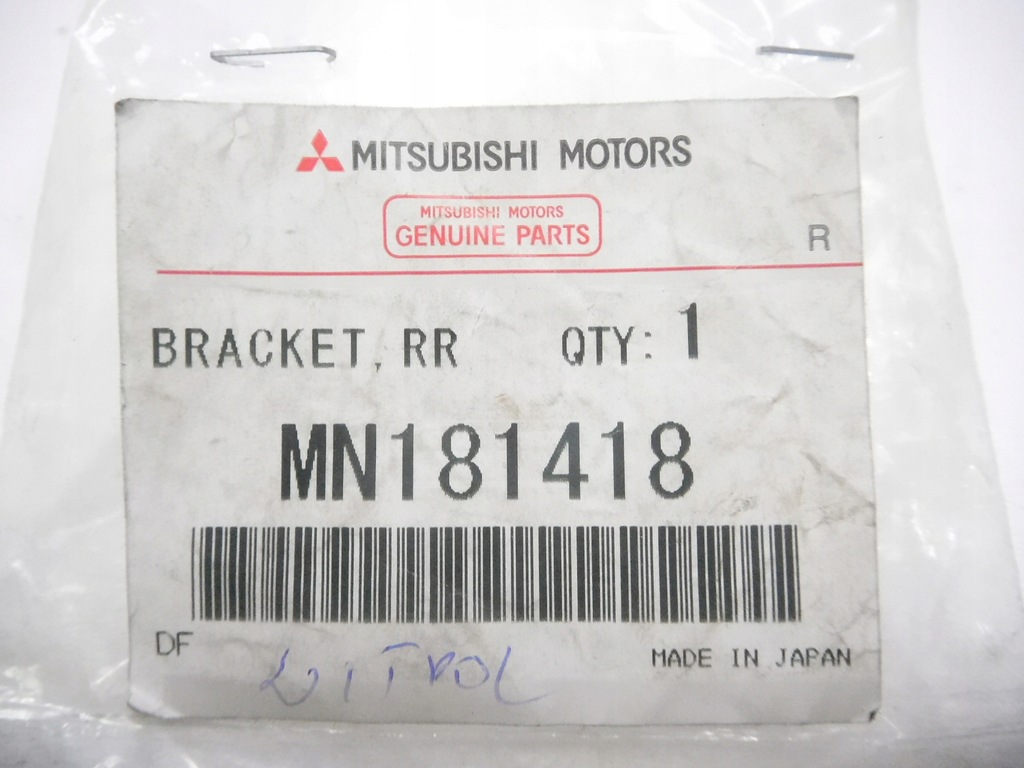 MITSUBISHI MOTORS
MITSUBISHI MOTORS
GENUINE PARTS
R
BRACKET, RR QTY: 1
MN181418
DF
MADE IN JAPAN